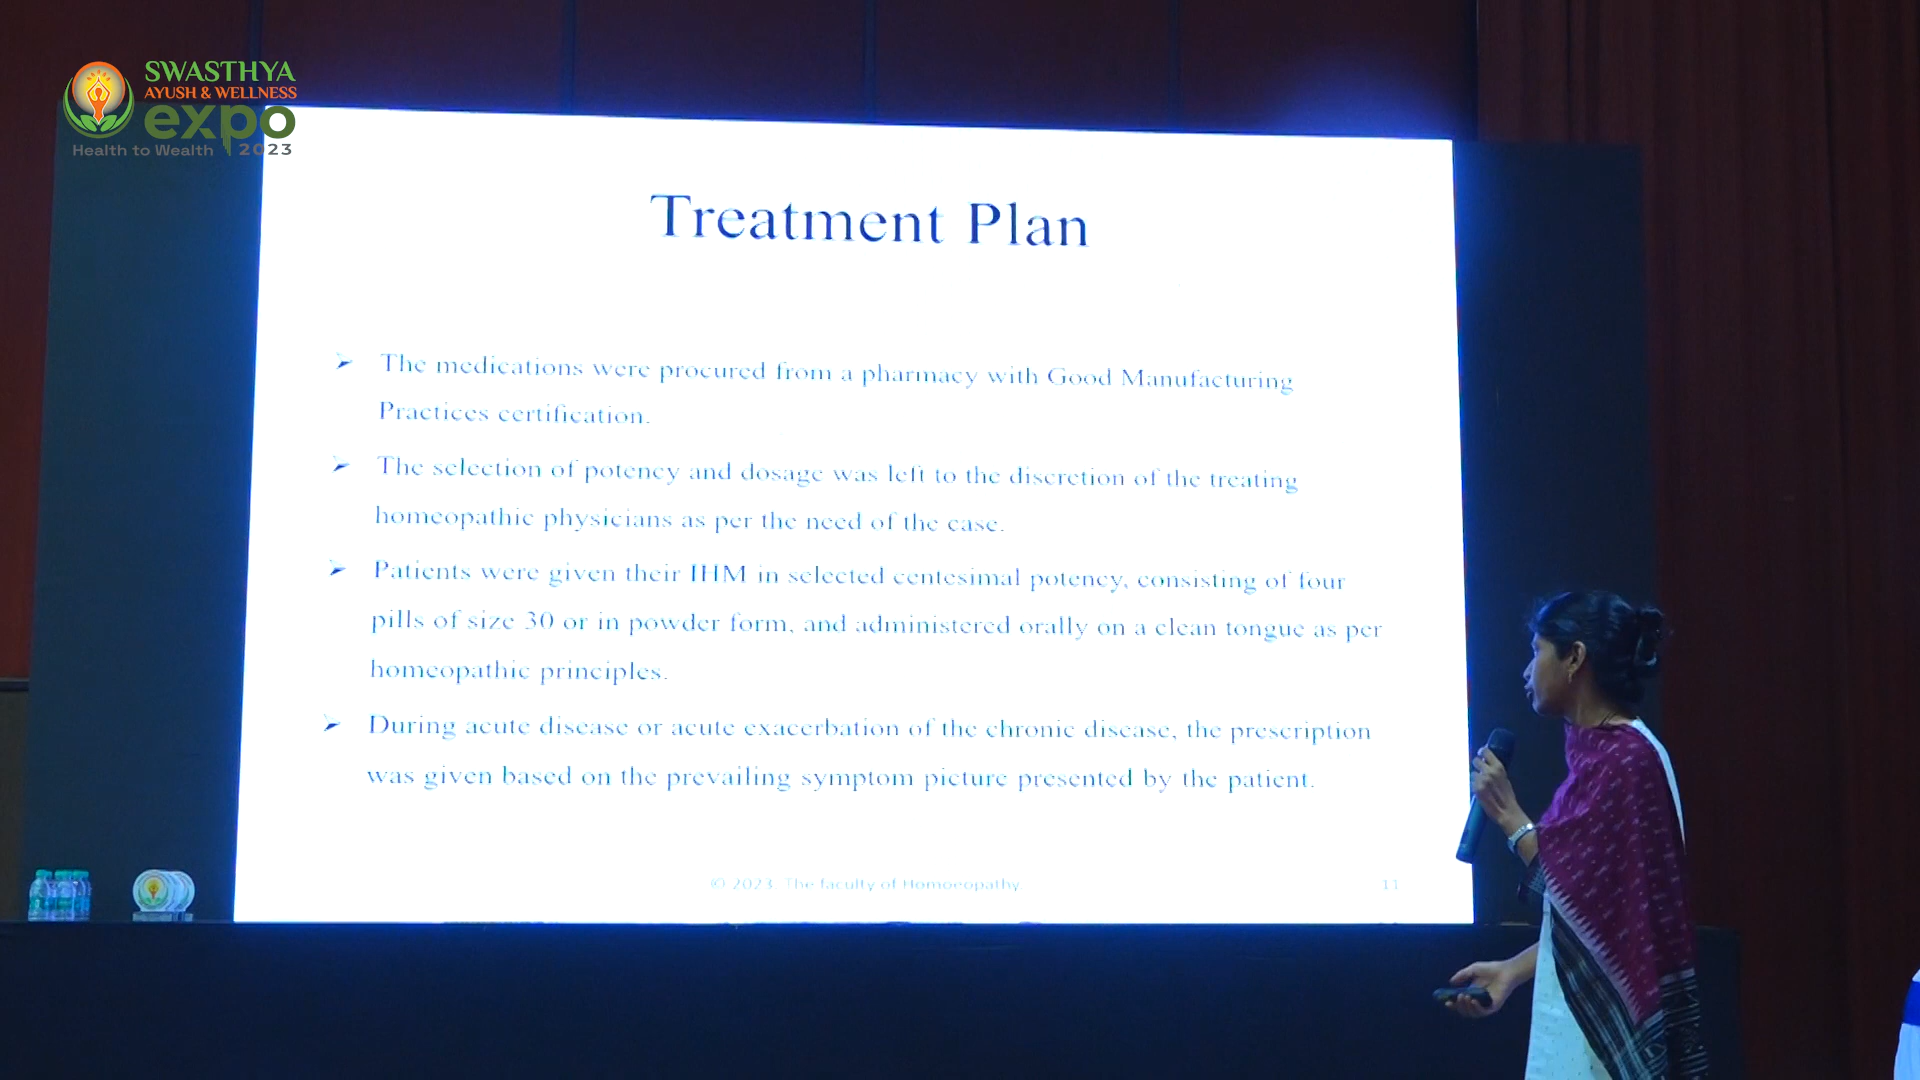 SWASTHYA
AYUSH & WELLNESS
expo
Health to Wealth 2023
Treatment Plan
➤ The medications were procured from a pharmacy with Good Manufacturing
Practices certification.
➤ The selection of potency and dosage was left to the discretion of the treating
homeopathic physicians as per the need of the case.
➤ Patients were given their IHM in selected centesimal potency, consisting of four
pills of size 30 or in powder form, and administered orally on a clean tongue as per
homeopathic principles.
➤ During acute disease or acute exacerbation of the chronic disease, the prescription
was given based on the prevailing symptom picture presented by the patient.
© 2023. The faculty of Homoeopathy. 11